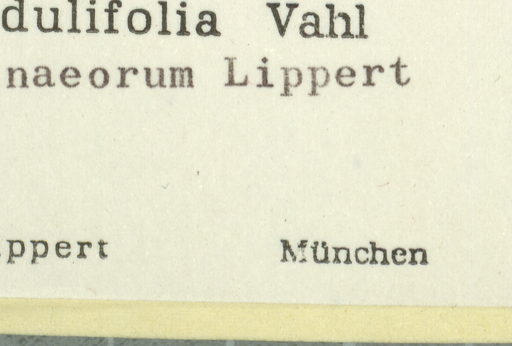 dulifolia Vahl
naeorum Lippert
ppert München